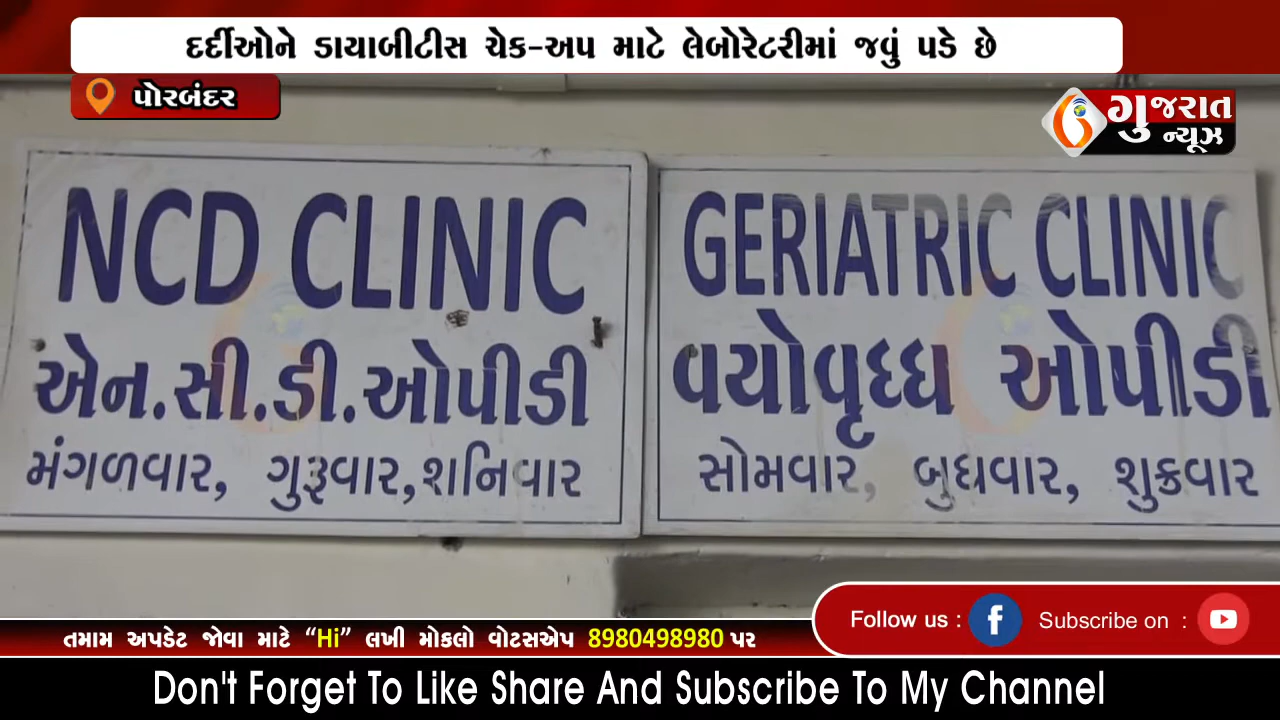 દર્દીઓને ડાયાબીટીસ ચેક-અપ માટે લેબોરેટરીમાં જવું પડે છે
પોરબંદર
ગુજરાત
ન્યૂઝ
NCD CLINIC
એન.સી.ડી.ઓપીડી
મંગળવાર, ગુરૂવાર,શનિવાર
GERIATRIC CLINIC
વયોવૃધ્ધ ઓપીડી
સોમવાર, બુધવાર, શુક્રવાર
Follow us :
Subscribe on :
તમામ અપડેટ જોવા માટે “Hi” લખી મોકલો વોટસએપ 8980498980 પર
Don't Forget To Like Share And Subscribe To My Channel